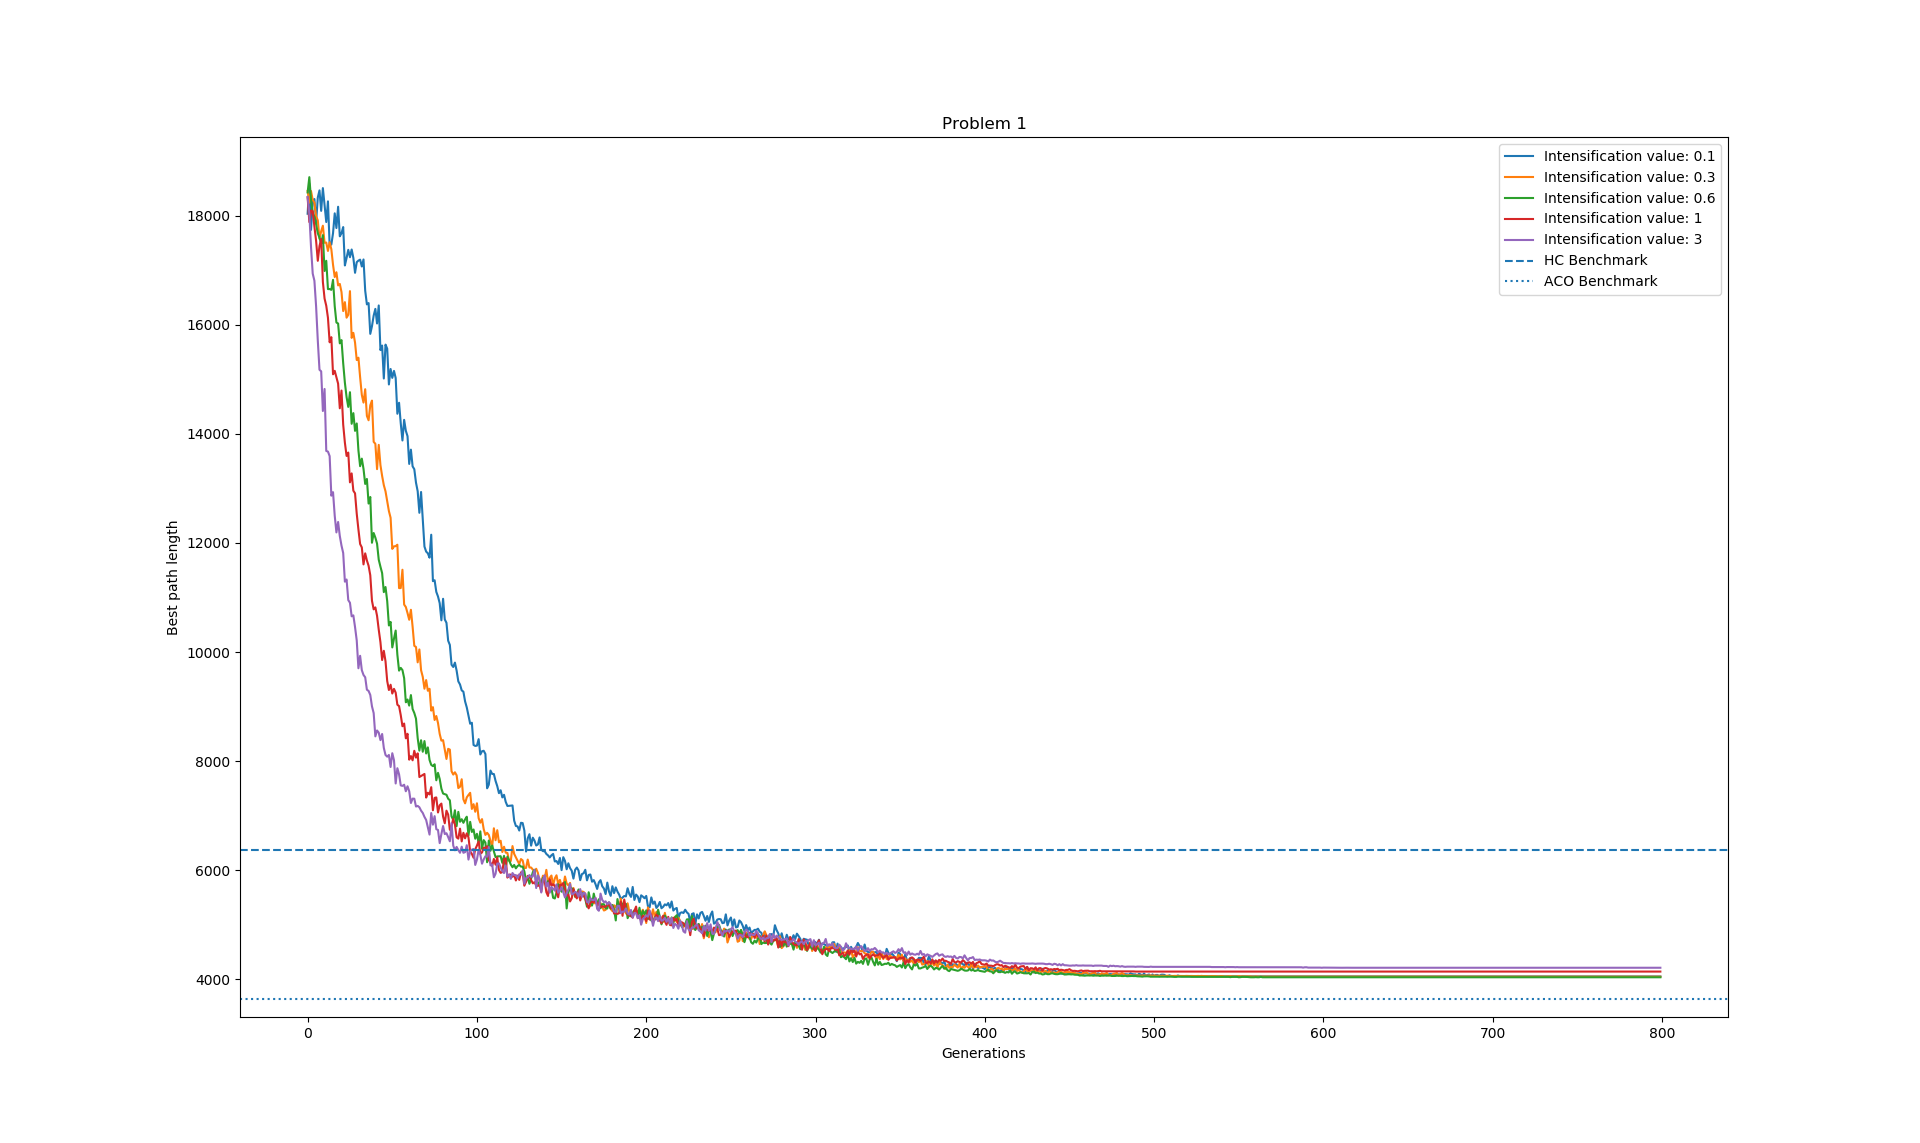 Problem 1
Intensification value: 0.1
Intensification value: 0.3
Intensification value: 0.6
Intensification value: 1
Intensification value: 3
HC Benchmark
ACO Benchmark
18000
16000
14000
12000
10000
8000
6000
4000
Best path length
0 100 200 300 400 500 600 700 800
Generations